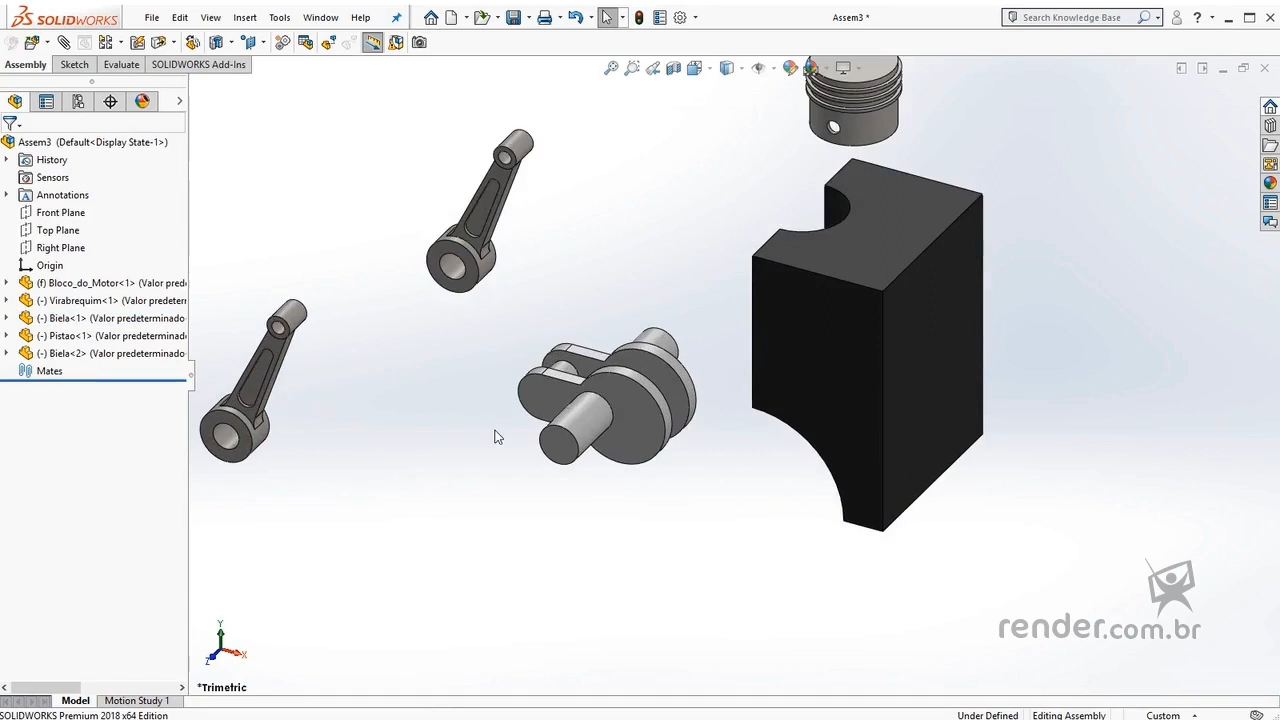 SOLIDWORKS
File Edit View Insert Tools Window Help
Assem3 *
Search Knowledge Base
?
Assembly Sketch Evaluate SOLIDWORKS Add-Ins
Assem3 (Default<Display State-1>)
History
Sensors
Annotations
Front Plane
Top Plane
Right Plane
Origin
(f) Bloco_do_Motor<1> (Valor pred
(-) Virabrequim<1> (Valor predeter
(-) Biela<1> (Valor predeterminado
(-) Pistao<1> (Valor predeterminado
(-) Biela<2> (Valor predeterminado
Mates
render.com.br
Y
X
Z
*Trimetric
Model Motion Study 1
SOLIDWORKS Premium 2018 x64 Edition
Under Defined Editing Assembly Custom